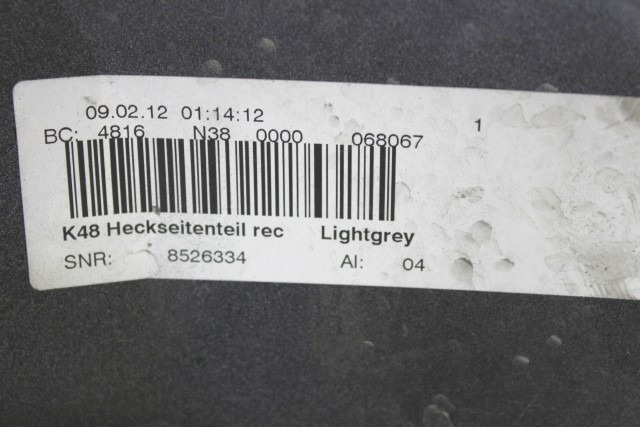 09.02.12 01:14:12
BC: 4816 N38 0000 068067 1
K48 Heckseitenteil rec Lightgrey
SNR: 8526334 AI: 04